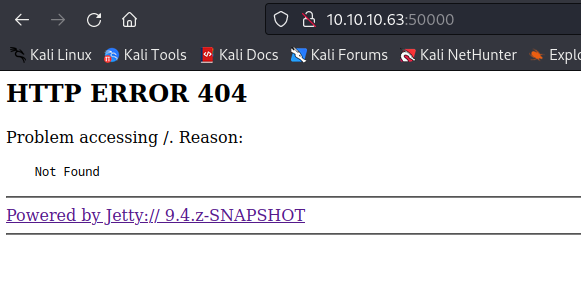 10.10.10.63:50000
Kali Linux Kali Tools Kali Docs Kali Forums Kali NetHunter
HTTP ERROR 404
Problem accessing /. Reason:
Not Found
Powered by Jetty:// 9.4.z-SNAPSHOT